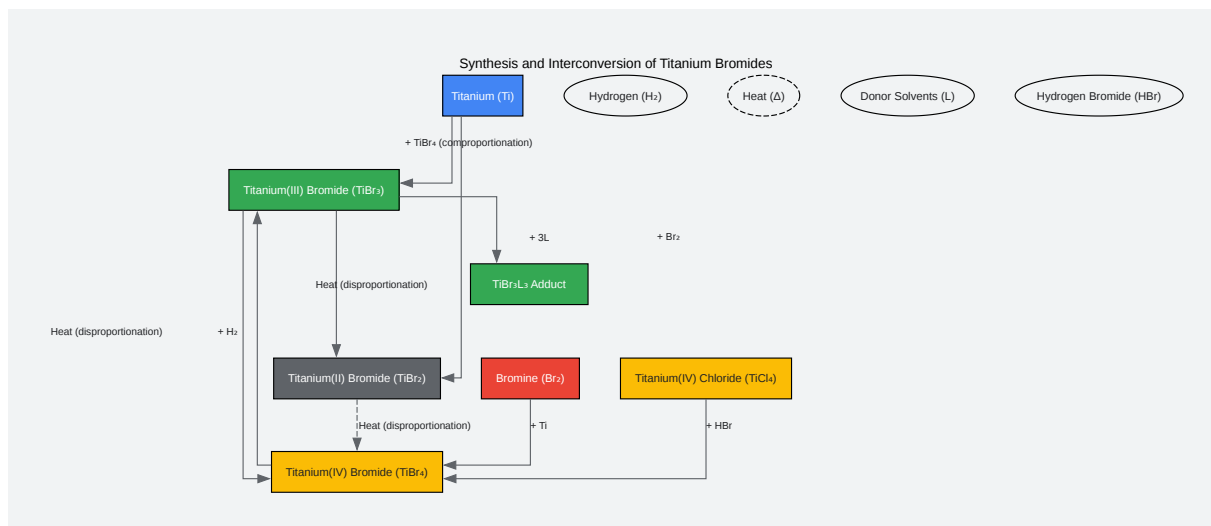 Synthesis and Interconversion of Titanium Bromides
Titanium (Ti)
Hydrogen (H₂)
Heat (Δ)
Donor Solvents (L)
Hydrogen Bromide (HBr)
+ TiBr₄ (comproportionation)
Titanium(III) Bromide (TiBr₃)
+ 3L
+ Br₂
Heat (disproportionation)
TiBr₃L₃ Adduct
Heat (disproportionation)
+ H₂
Titanium(II) Bromide (TiBr₂)
Bromine (Br₂)
Titanium(IV) Chloride (TiCl₄)
Heat (disproportionation)
+ Ti
+ HBr
Titanium(IV) Bromide (TiBr₄)